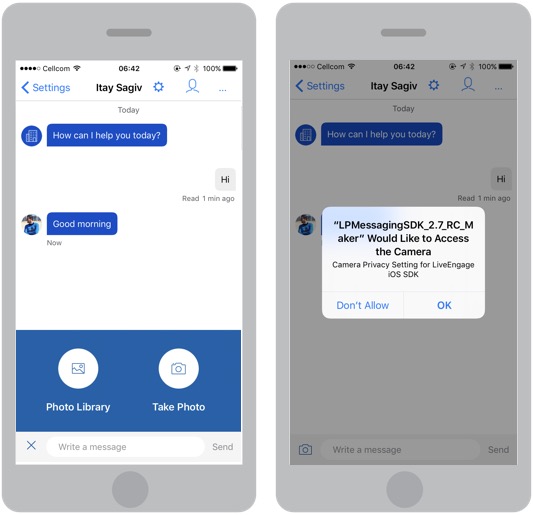 Cellcom 06:42 100%
Settings Itay Sagiv ...
Today
How can I help you today?
Hi
Read 1 min ago
Good morning
Now
Photo Library Take Photo
Write a message Send
Cellcom 06:42 100%
Settings Itay Sagiv ...
Today
How can I help you today?
Hi
Read 1 min ago
“LPMessagingSDK_2.7_RC_M
aker” Would Like to Access
the Camera
Camera Privacy Setting for LiveEngage
iOS SDK
Don't Allow OK
Write a message Send